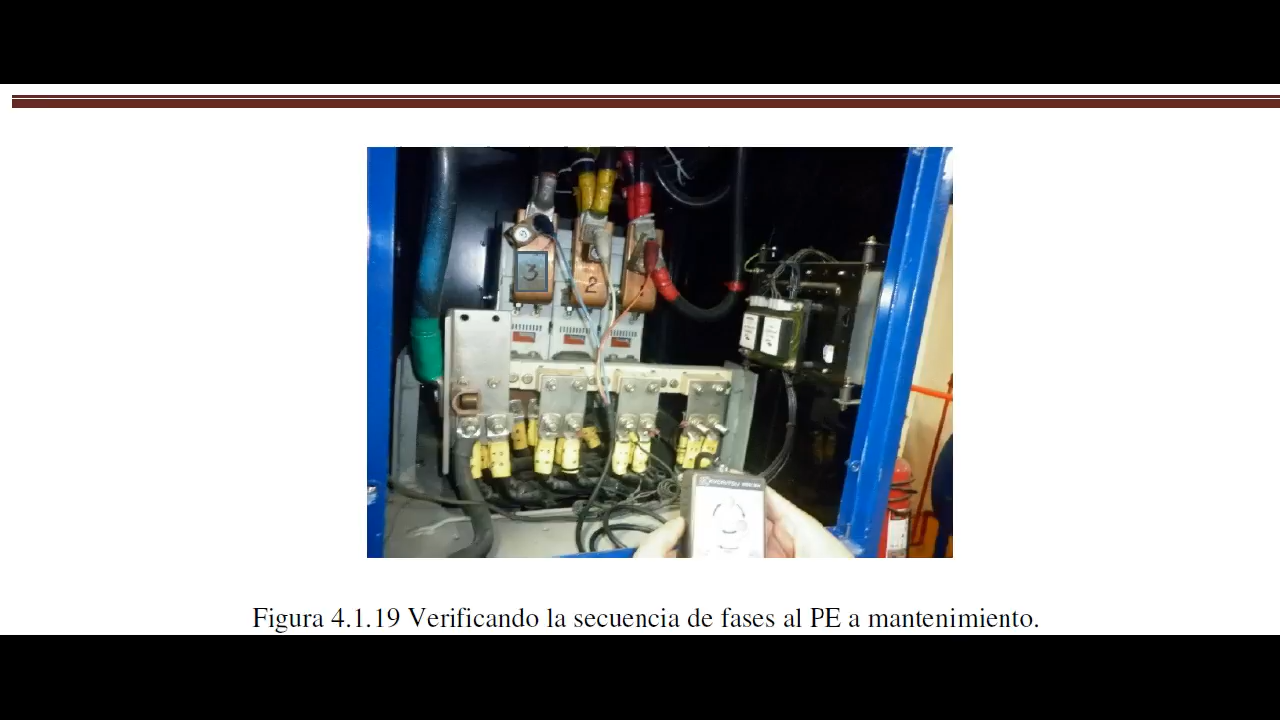 3
2
Figura 4.1.19 Verificando la secuencia de fases al PE a mantenimiento.